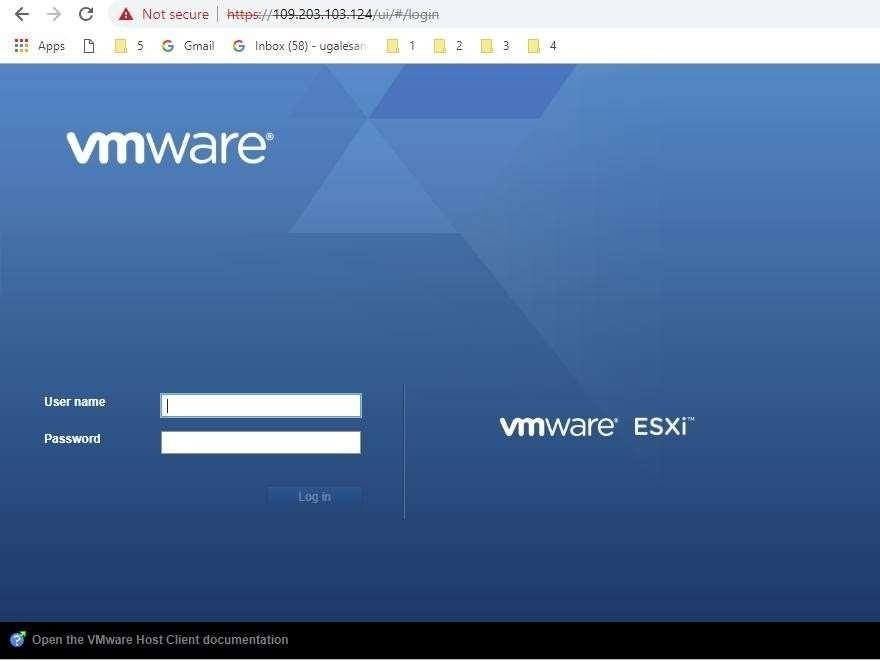 Not secure | https://109.203.103.124/ui/#/login
Apps 5 Gmail Inbox (58) - ugalesan 1 2 3 4
vmware®
User name
Password
vmware® ESXi™
Log in
Open the VMware Host Client documentation